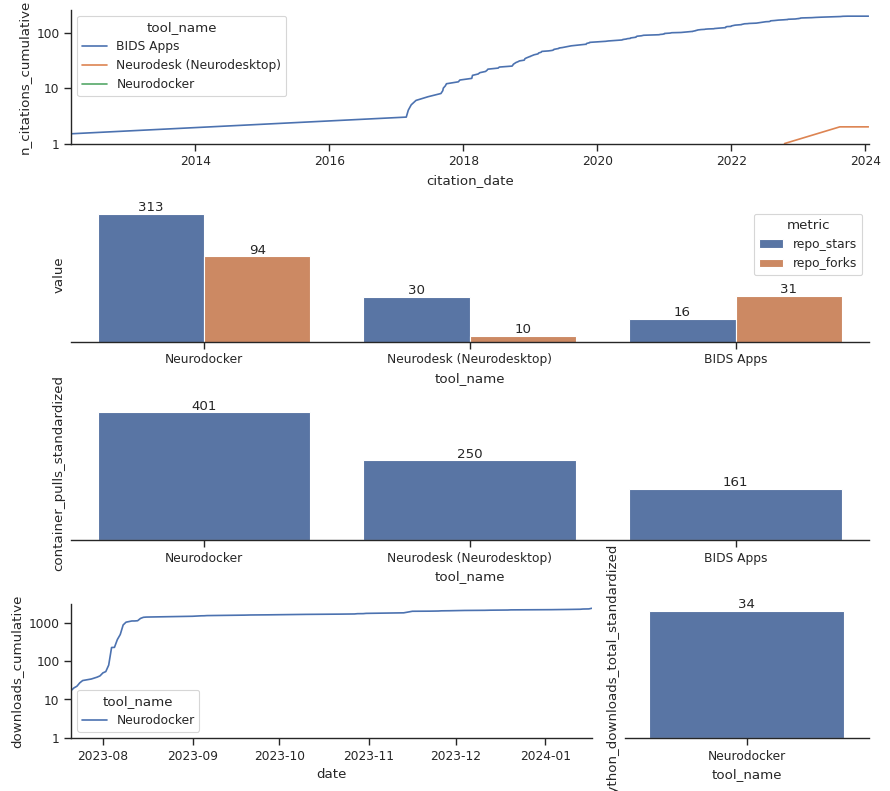 n_citations_cumulative
100
10
1
tool_name
BIDS Apps
Neurodesk (Neurodesktop)
Neurodocker
2014
2016
2018
2020
2022
2024
citation_date
value
313
94
30
10
16
31
metric
repo_stars
repo_forks
Neurodocker
Neurodesk (Neurodesktop)
BIDS Apps
tool_name
container_pulls_standardized
401
250
161
Neurodocker
Neurodesk (Neurodesktop)
BIDS Apps
tool_name
downloads_cumulative
1000
100
10
1
tool_name
Neurodocker
2023-08
2023-09
2023-10
2023-11
2023-12
2024-01
date
ython_downloads_total_standardized
34
Neurodocker
tool_name